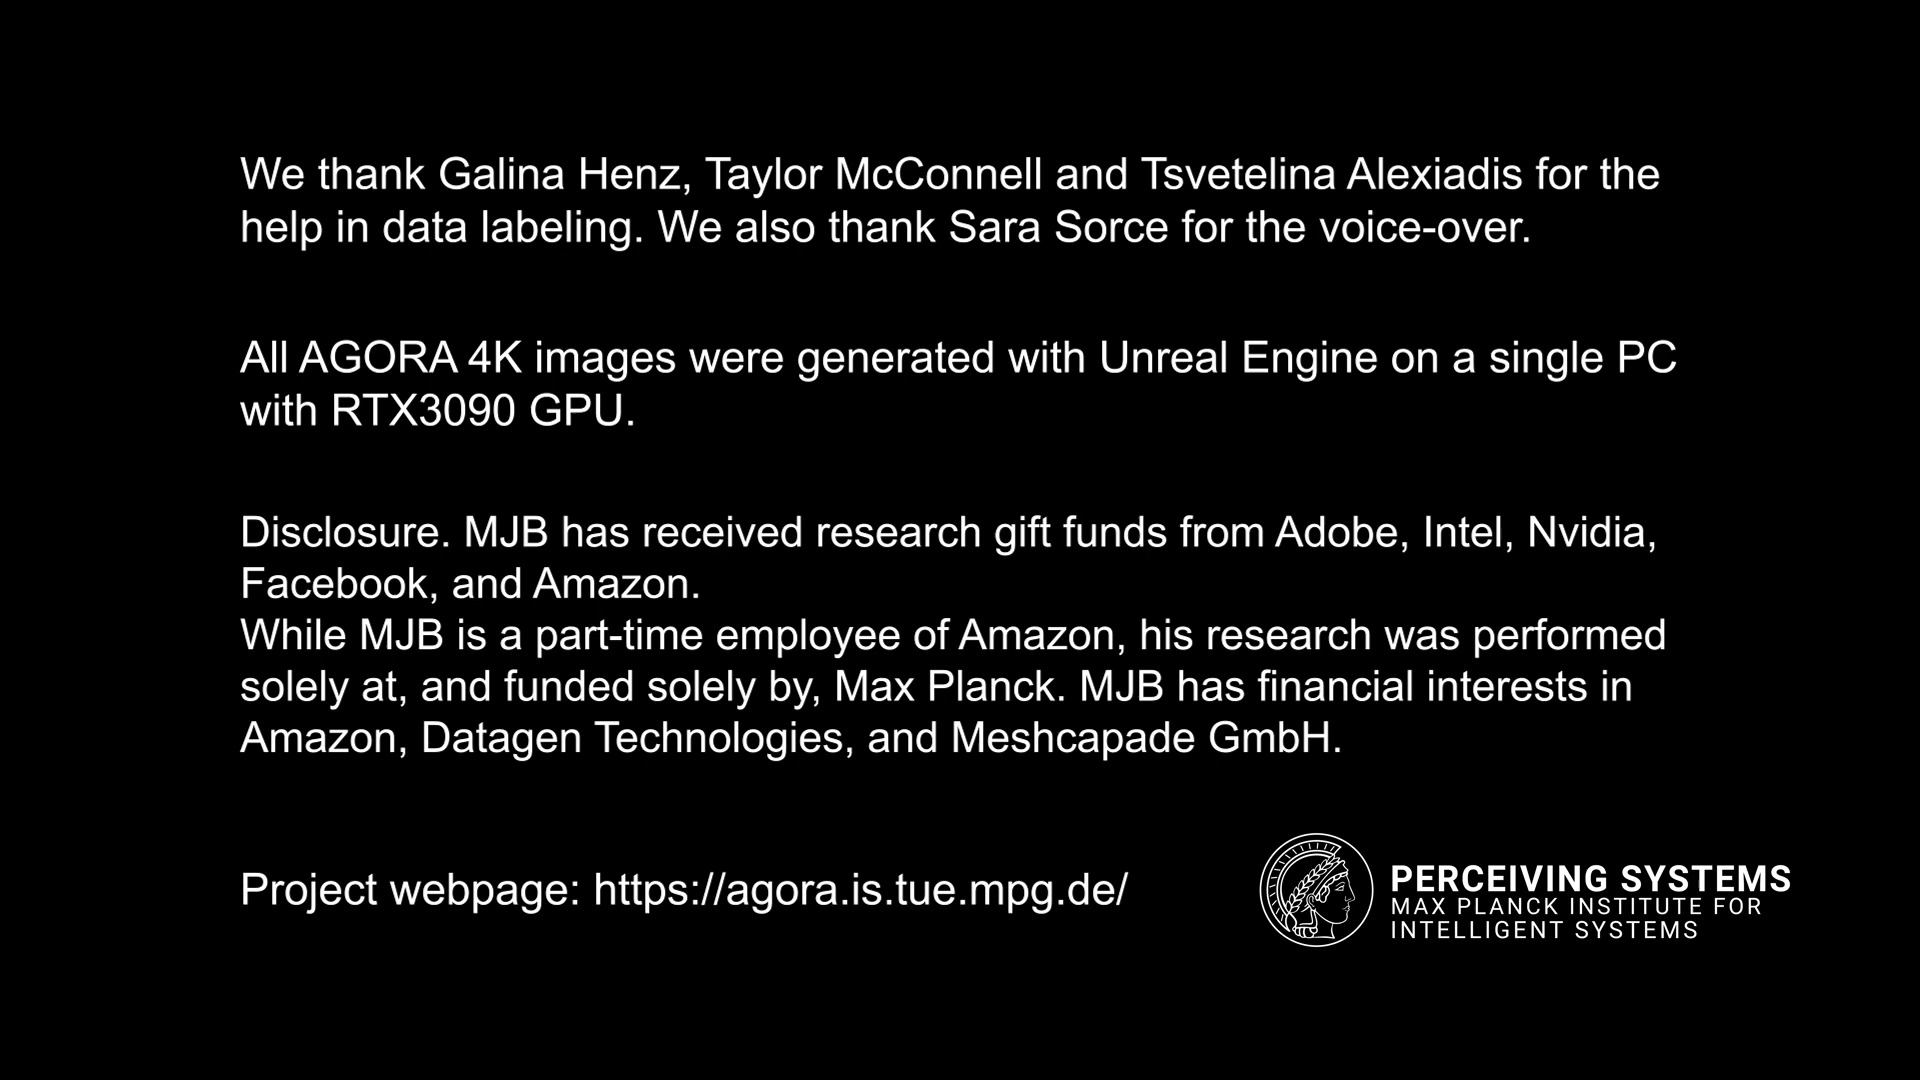 We thank Galina Henz, Taylor McConnell and Tsvetelina Alexiadis for the
help in data labeling. We also thank Sara Sorce for the voice-over.
All AGORA 4K images were generated with Unreal Engine on a single PC
with RTX3090 GPU.
Disclosure. MJB has received research gift funds from Adobe, Intel, Nvidia,
Facebook, and Amazon.
While MJB is a part-time employee of Amazon, his research was performed
solely at, and funded solely by, Max Planck. MJB has financial interests in
Amazon, Datagen Technologies, and Meshcapade GmbH.
Project webpage: https://agora.is.tue.mpg.de/
PERCEIVING SYSTEMS
MAX PLANCK INSTITUTE FOR
INTELLIGENT SYSTEMS